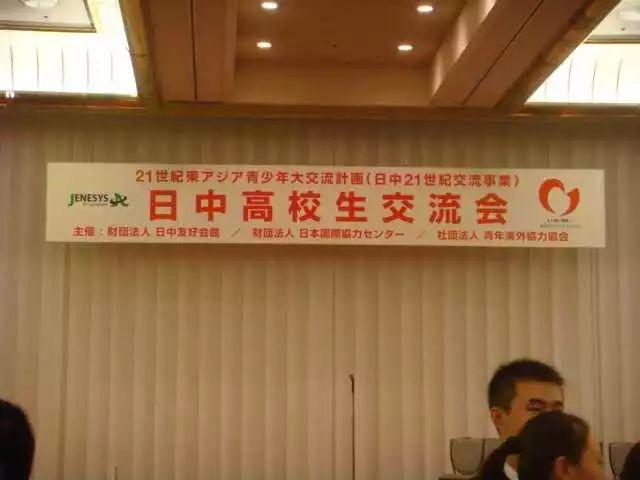 21世紀東アジア青少年大交流計画(日中21世紀交流事業)
JENESYS
日中高校生交流会
主催:財団法人 日中友好会館 / 財団法人 日本国際協力センター / 社団法人 青年海外協力協会